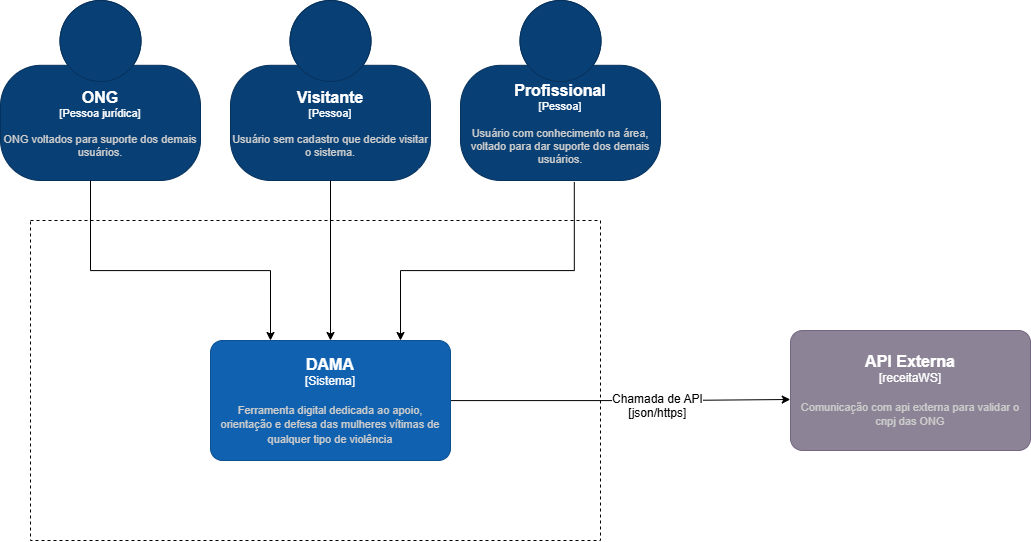 ONG
[Pessoa jurídica]
ONG voltados para suporte dos demais
usuários.
Visitante
[Pessoa]
Usuário sem cadastro que decide visitar
o sistema.
Profissional
[Pessoa]
Usuário com conhecimento na área,
voltado para dar suporte dos demais
usuários.
DAMA
[Sistema]
Ferramenta digital dedicada ao apoio,
orientação e defesa das mulheres vítimas de
qualquer tipo de violência
Chamada de API
[json/https]
API Externa
[receitaWS]
Comunicação com api externa para validar o
cnpj das ONG